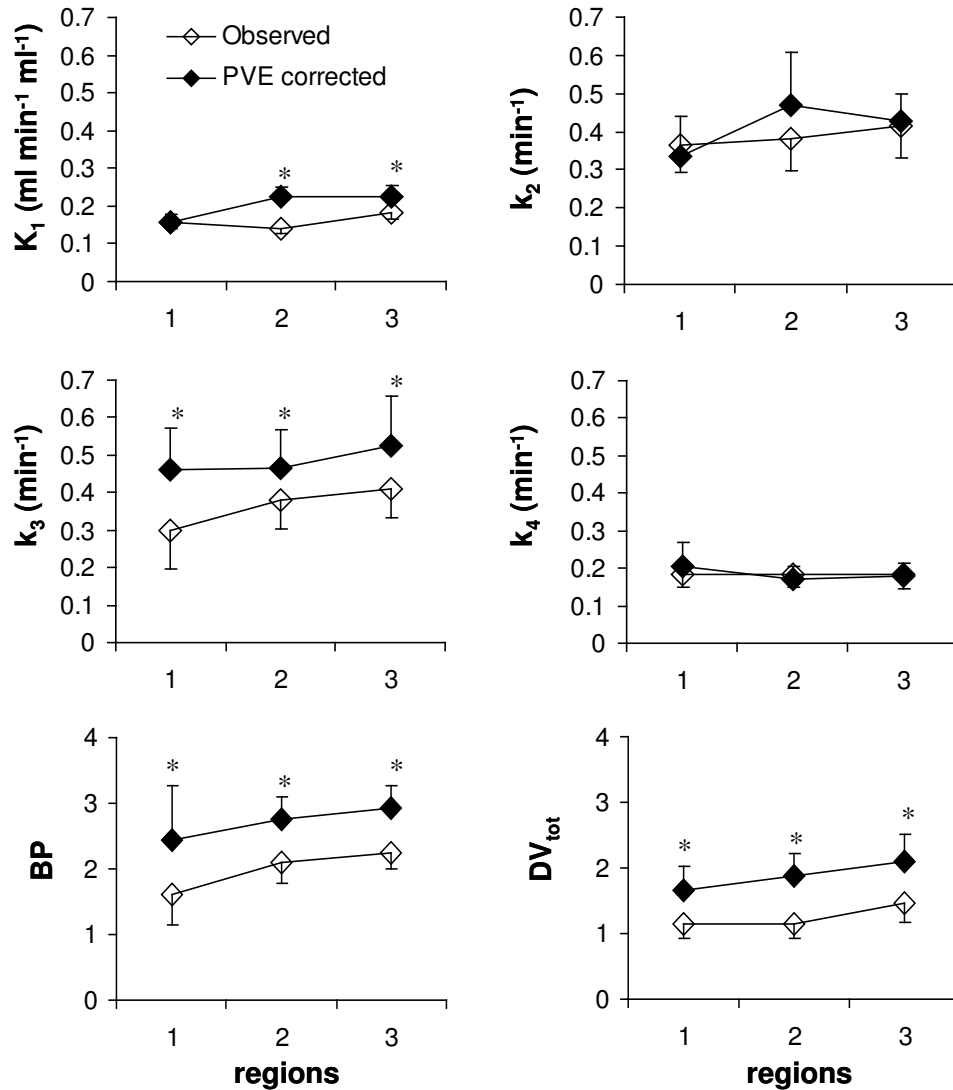 Observed
PVE corrected
K₁ (ml min⁻¹ ml⁻¹)
0.7
0.6
0.5
0.4
0.3
0.2
0.1
0
* *
1 2 3
k₂ (min⁻¹)
0.7
0.6
0.5
0.4
0.3
0.2
0.1
0
1 2 3
k₃ (min⁻¹)
0.7
0.6
0.5
0.4
0.3
0.2
0.1
0
* * *
1 2 3
k₄ (min⁻¹)
0.7
0.6
0.5
0.4
0.3
0.2
0.1
0
1 2 3
BP
4
3
2
1
0
* * *
1 2 3
regions
DVtot
4
3
2
1
0
* * *
1 2 3
regions